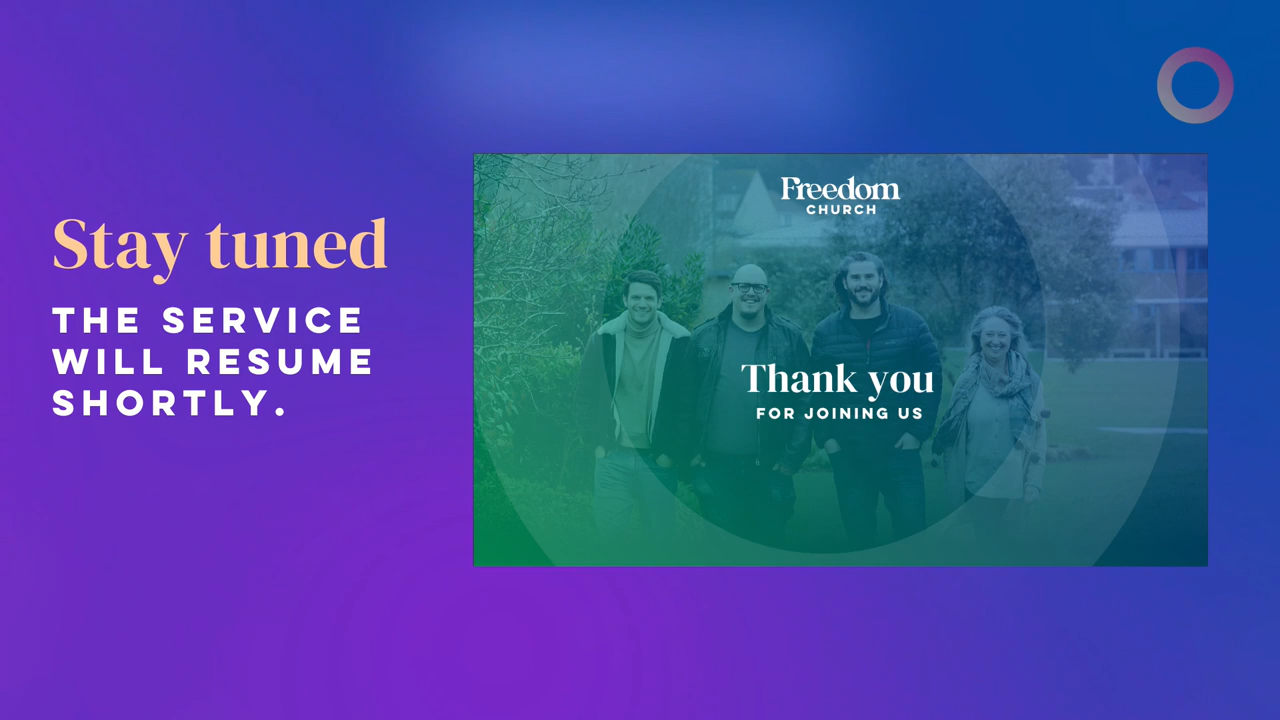 Stay tuned
THE SERVICE
WILL RESUME
SHORTLY.
Freedom
CHURCH
Thank you
FOR JOINING US